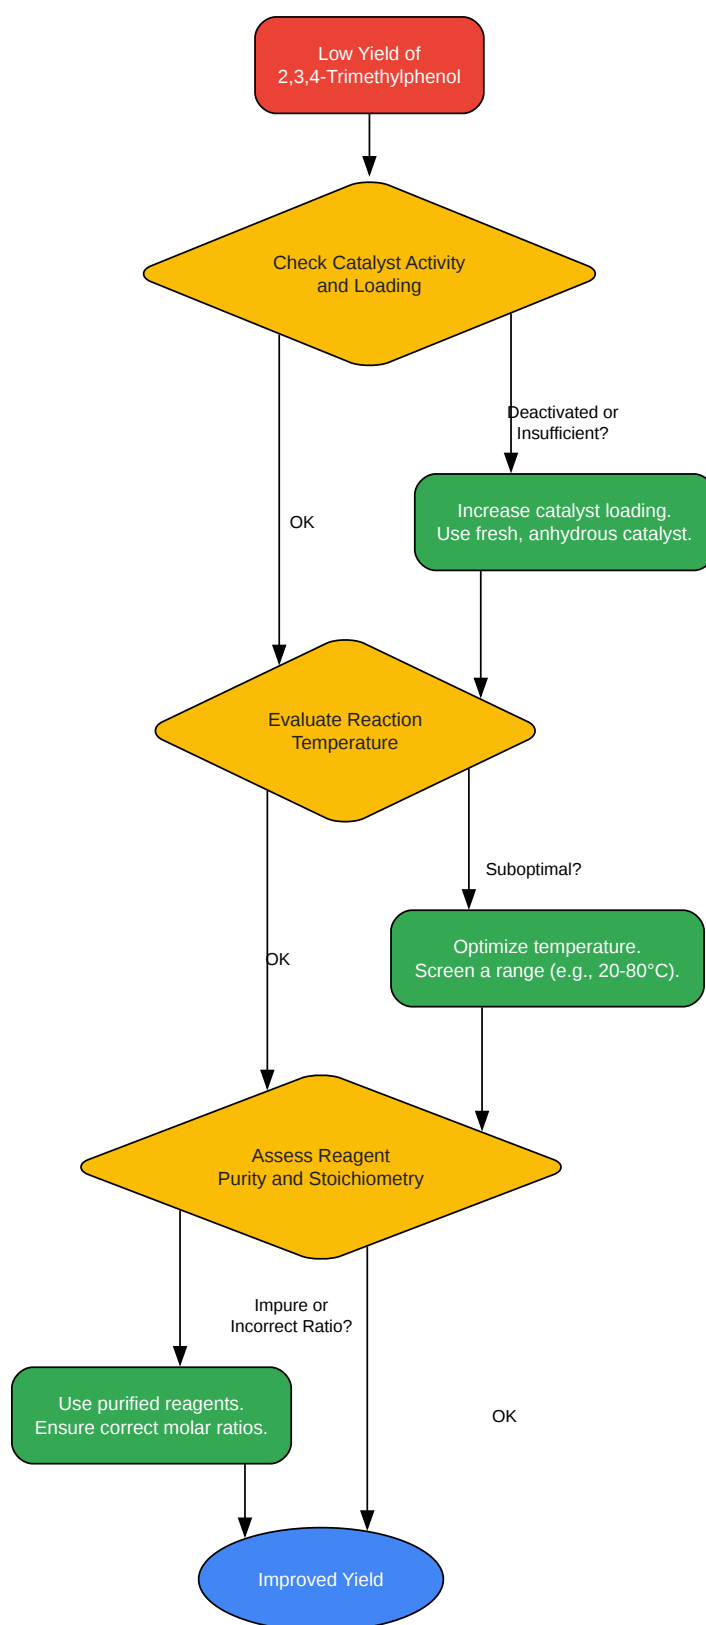 Low Yield of
2,3,4-Trimethylphenol
Check Catalyst Activity
and Loading
Deactivated or
Insufficient?
Increase catalyst loading.
Use fresh, anhydrous catalyst.
OK
Evaluate Reaction
Temperature
Suboptimal?
Optimize temperature.
Screen a range (e.g., 20-80°C).
OK
Assess Reagent
Purity and Stoichiometry
Impure or
Incorrect Ratio?
Use purified reagents.
Ensure correct molar ratios.
OK
Improved Yield